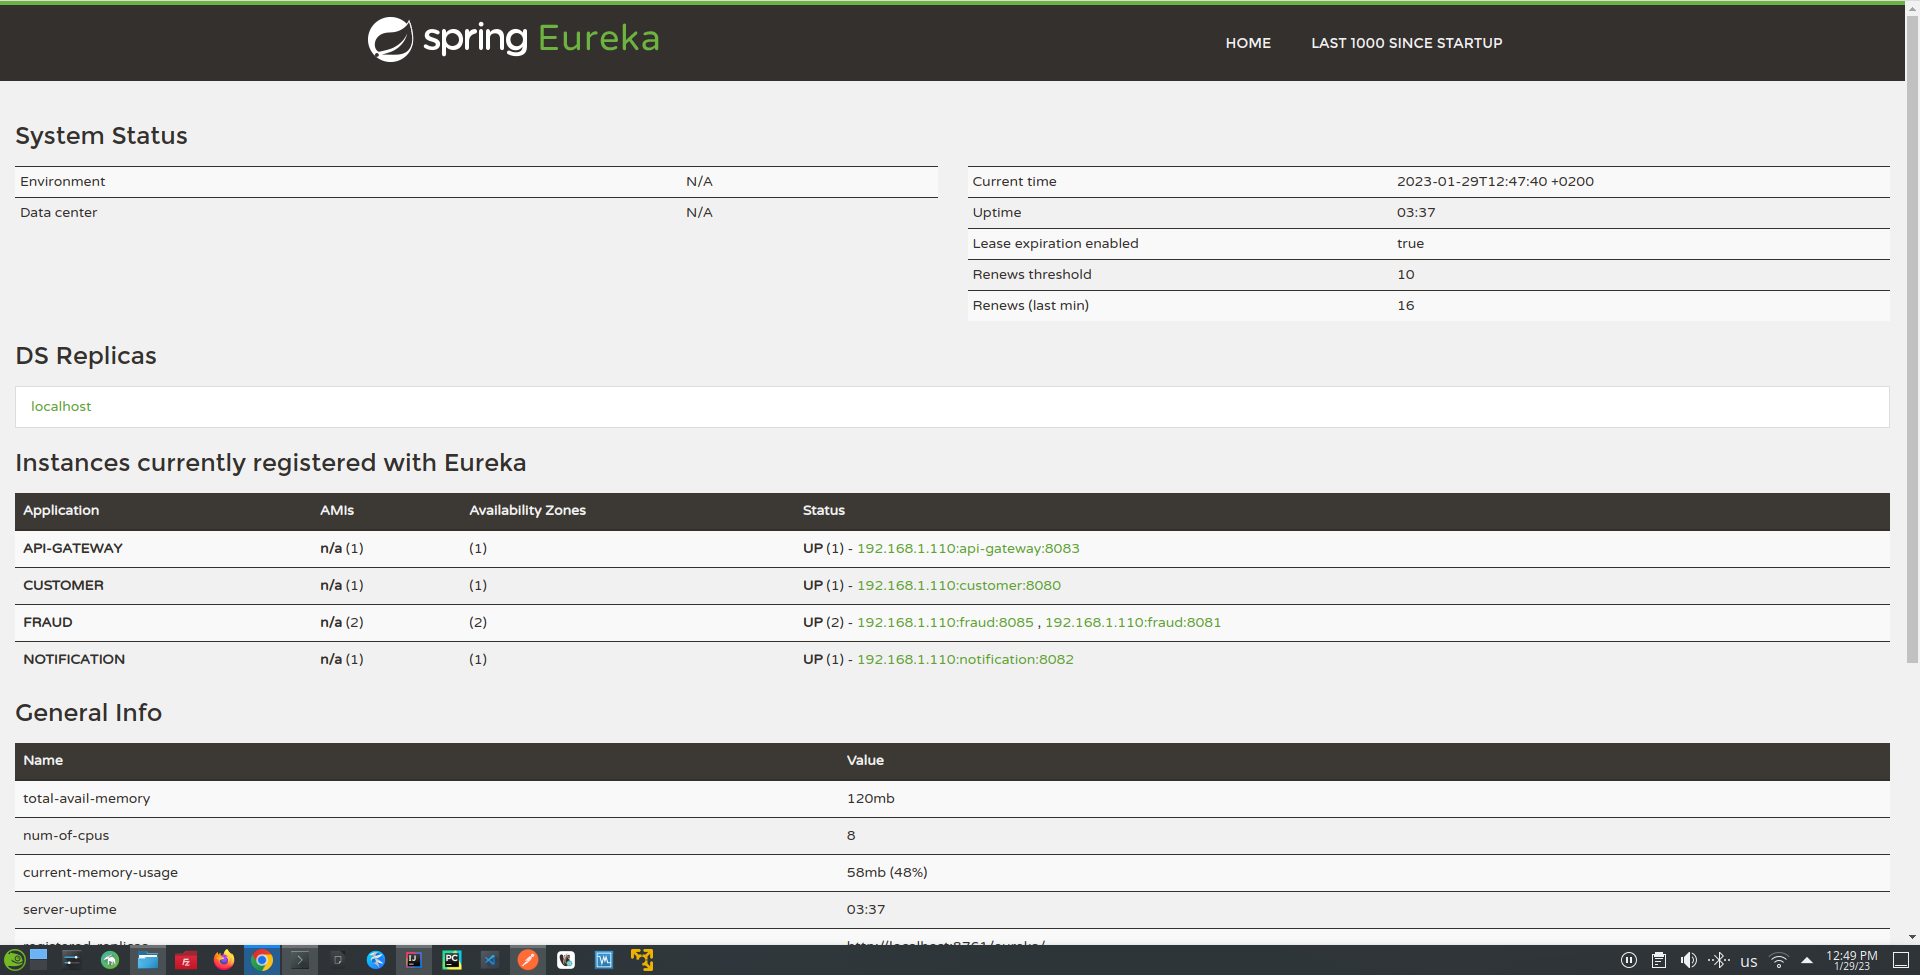 spring Eureka
HOME LAST 1000 SINCE STARTUP
System Status
Environment N/A
Data center N/A
Current time 2023-01-29T12:47:40 +0200
Uptime 03:37
Lease expiration enabled true
Renews threshold 10
Renews (last min) 16
DS Replicas
localhost
Instances currently registered with Eureka
Application AMIs Availability Zones Status
API-GATEWAY n/a (1) (1) UP (1) - 192.168.1.110:api-gateway:8083
CUSTOMER n/a (1) (1) UP (1) - 192.168.1.110:customer:8080
FRAUD n/a (2) (2) UP (2) - 192.168.1.110:fraud:8085 , 192.168.1.110:fraud:8081
NOTIFICATION n/a (1) (1) UP (1) - 192.168.1.110:notification:8082
General Info
Name Value
total-avail-memory 120mb
num-of-cpus 8
current-memory-usage 58mb (48%)
server-uptime 03:37
registered-replicas http://localhost:8761/eureka/
us 12:49 PM
1/29/23